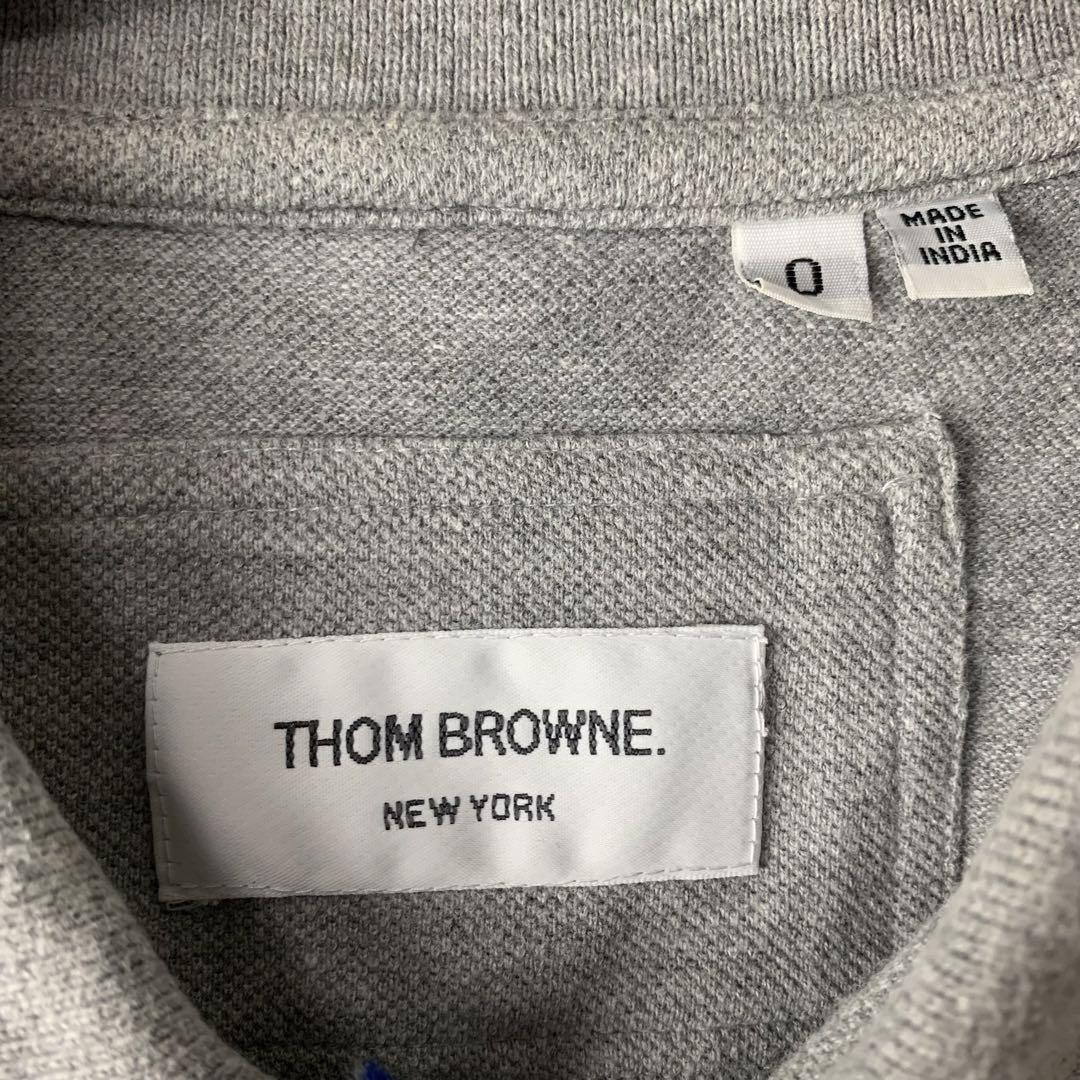 0
MADE
IN
INDIA
THOM BROWNE.
NEW YORK